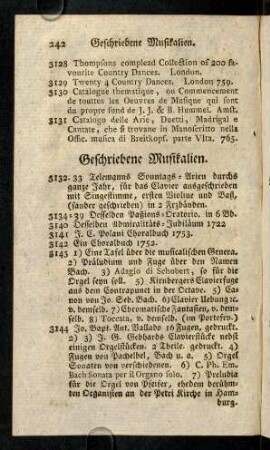 242 Geschriebene Musikalien.
3128 Thompsons complead Collection of 200 fa-
vourite Country Dances. London.
3129 Twenty 4 Country Dances. London 759.
3130 Catalogue thematique, ou Commencement
de toutes les Oeuvres de Musique qui sont
du propre fond de J. J. & B. Hummel. Amst.
3131 Catalogo delle Arie, Duetti, Madrigal e
Cantate, che si trovane in Manoscritto nella
Offic. musica di Breitkopf. parte VIta. 765.
Geschriebene Musikalien.
3132-33 Telemanns Sonntags-Arien durchs
ganze Jahr, für das Clavier ausgeschrieben
mit Singestimme, ersten Violine und Baß,
(sauber geschrieben) in 2 Frzbänden.
3134-39 Desselben Paßions-Oratorio, in 6 Bd.
3140 Desselben Admiralitäts-Jubiläum 1722
3141 J. C. Polani Choralbuch 1753.
3142 Ein Choralbuch 1752.
3143 1) Eine Tafel über die musicalischen Genera.
2) Präludium und Fuge über den Namen
Bach. 3) Adagio di Schobert, so für die
Orgel seyn soll. 5) Kirnbergers Clavierfuge
aus dem Contrapunct in der Octave. 5) Ca-
non von Jo. Seb. Bach. 6) Clavier Uebung ic.
v. demselb. 7) Chromatische Fantasien, v. dem-
selb. 8) Toccata, v. demselb. (im Portefev.)
3144 Jo. Bapt. Ant. Vallado 16 Fugen, gedruckt.
2) 3) J. G. Gebhards Clavierstück nebst
einigen Orgelstücken, 2 Theile, gedruckt. 4)
Fugen von Pachelbel, Bach u. a. 5) Orgel
Sonaten von verschiedenen. 6) C. Ph. Em.
Bach Sonata per il Organo solo. 7) Preludia
für die Orgel von Pfeifer, ehedem berühm-
den Organisten an der Petri Kirche in Ham-
burg.